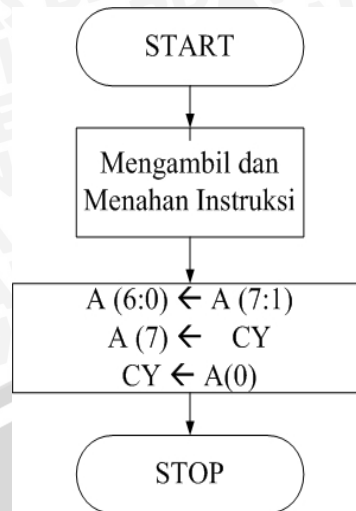 START
Mengambil dan
Menahan Instruksi
A (6:0) ← A (7:1)
A (7) ← CY
CY ← A(0)
STOP